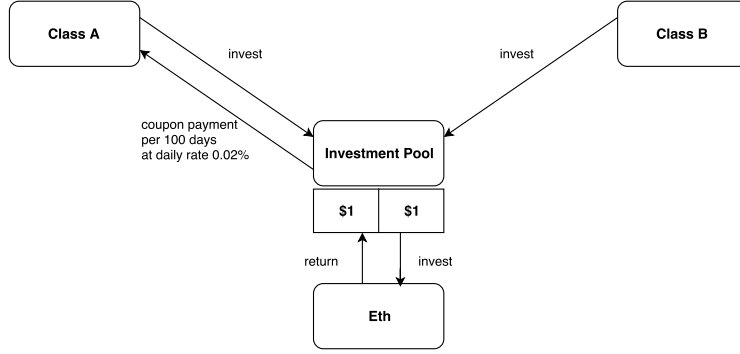 Class A
Class B
invest
invest
coupon payment
per 100 days
at daily rate 0.02%
Investment Pool
$1
$1
return
invest
Eth